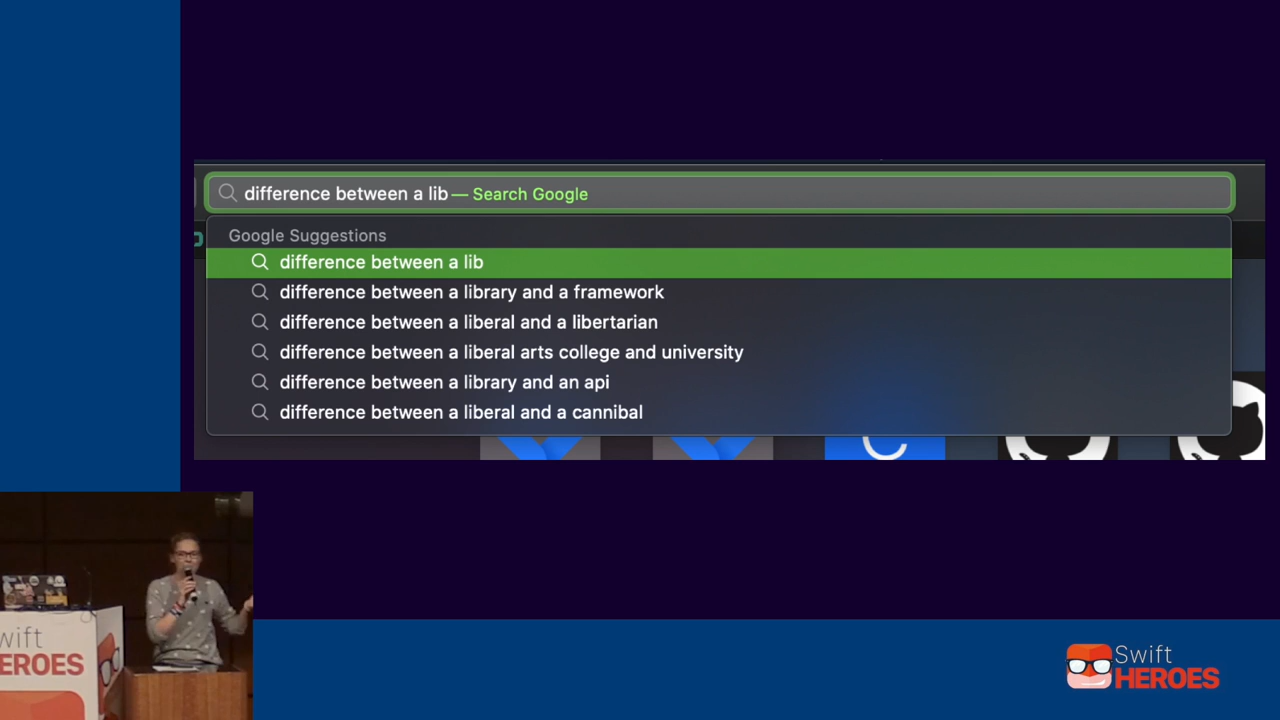 difference between a lib — Search Google
Google Suggestions
difference between a lib
difference between a library and a framework
difference between a liberal and a libertarian
difference between a liberal arts college and university
difference between a library and an api
difference between a liberal and a cannibal
wift
EROES
Swift
HEROES